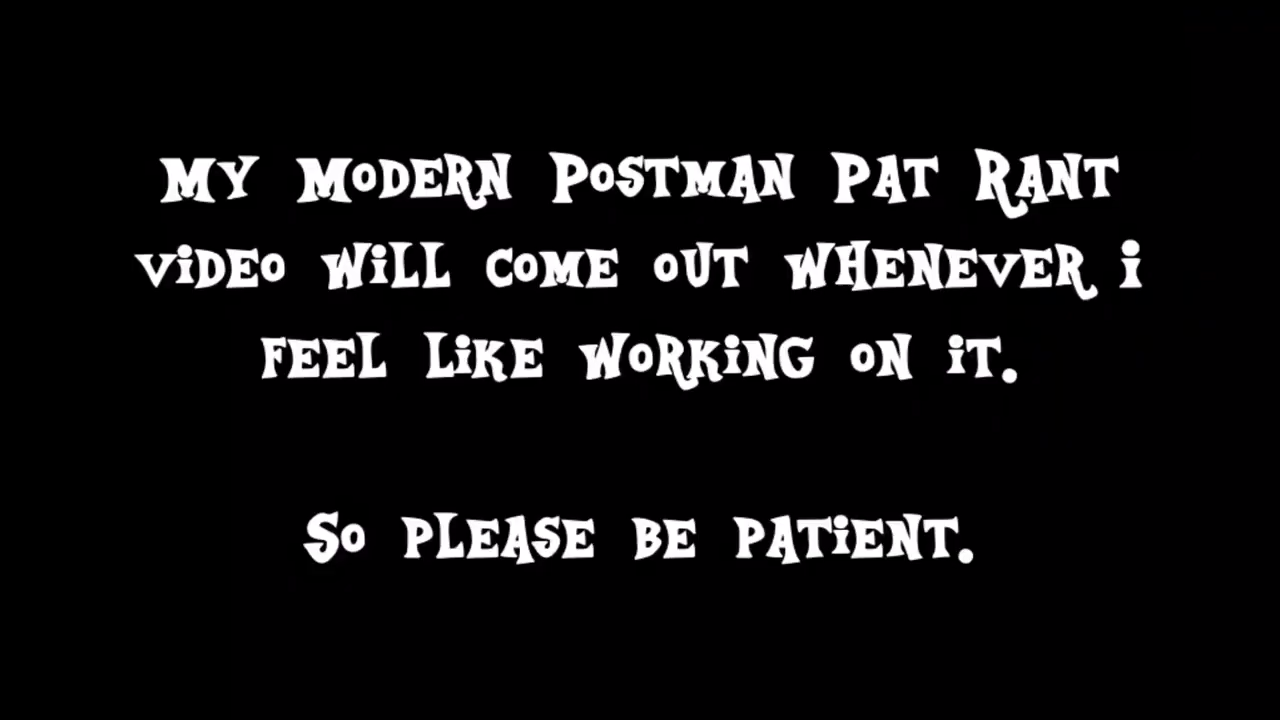 My Modern Postman Pat Rant
video will come out whenever i
feel like working on it.
So please be patient.